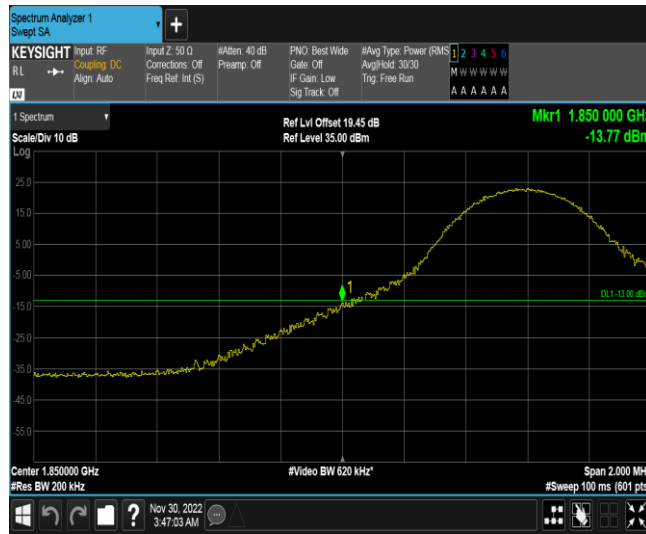 Spectrum Analyzer 1
Swept SA
+
KEYSIGHT
RL
LXI
Input: RF
Coupling: DC
Align: Auto
Input Z: 50 Ω
Corrections: Off
Freq Ref: Int (S)
#Atten: 40 dB
Preamp: Off
PNO: Best Wide
Gate: Off
IF Gain: Low
Sig Track: Off
#Avg Type: Power (RMS
Avg|Hold: 30/30
Trig: Free Run
1 2 3 4 5 6
M W W W W W
A A A A A A
1 Spectrum
Scale/Div 10 dB
Log
Ref Lvl Offset 19.45 dB
Ref Level 35.00 dBm
Mkr1 1.850 000 GHz
-13.77 dBm
25.0
15.0
5.00
-5.00
-15.0
-25.0
-35.0
-45.0
-55.0
1
DL1 -13.00 dBm
Center 1.850000 GHz
#Res BW 200 kHz
#Video BW 620 kHz*
Span 2.000 MH
#Sweep 100 ms (601 pts
?
Nov 30, 2022
3:47:03 AM